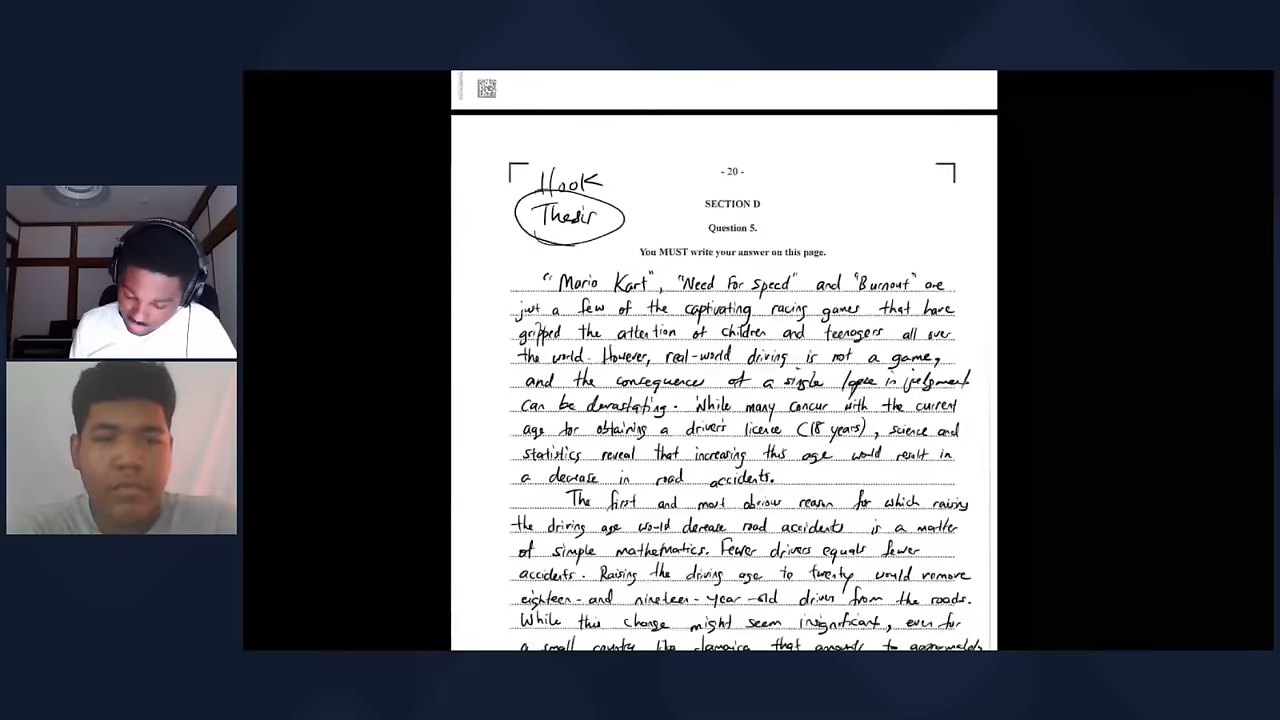 - 20 -
Hook
Thesis
SECTION D
Question 5.
You MUST write your answer on this page.
"Mario Kart", "Need For Speed" and "Burnout" are
just a few of the captivating racing games that have
gripped the attention of children and teenagers all over
the world. However, real-world driving is not a game,
and the consequences of a single lapse in judgment
can be devastating. While many concur with the current
age for obtaining a driver's licence (18 years), science and
statistics reveal that increasing this age would result in
a decrease in road accidents.
The first and most obvious reason for which raising
the driving age would decrease road accidents is a matter
of simple mathematics. Fewer drivers equals fewer
accidents. Raising the driving age to twenty would remove
eighteen- and nineteen-year-old drivers from the roads.
While this change might seem insignificant, even for
a small country like Jamaica that amounts to approximately